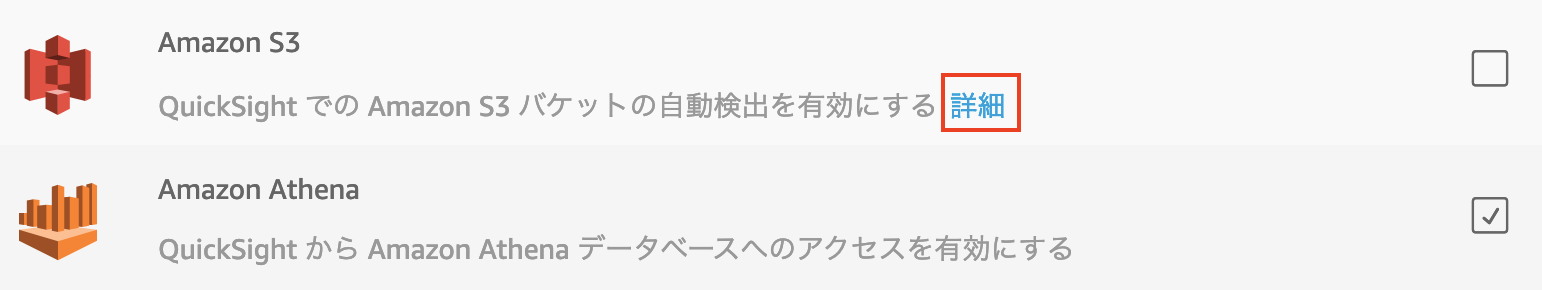 Amazon S3
QuickSight での Amazon S3 バケットの自動検出を有効にする 詳細
Amazon Athena
QuickSight から Amazon Athena データベースへのアクセスを有効にする